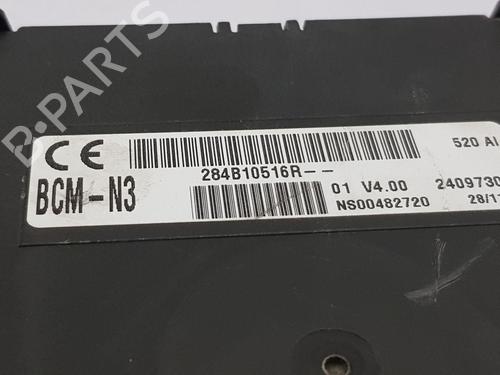 B-PARTS
CE
520 AI
284B10516R--
BCM-N3
01 V4.00
2409730
NS00482720
28/11